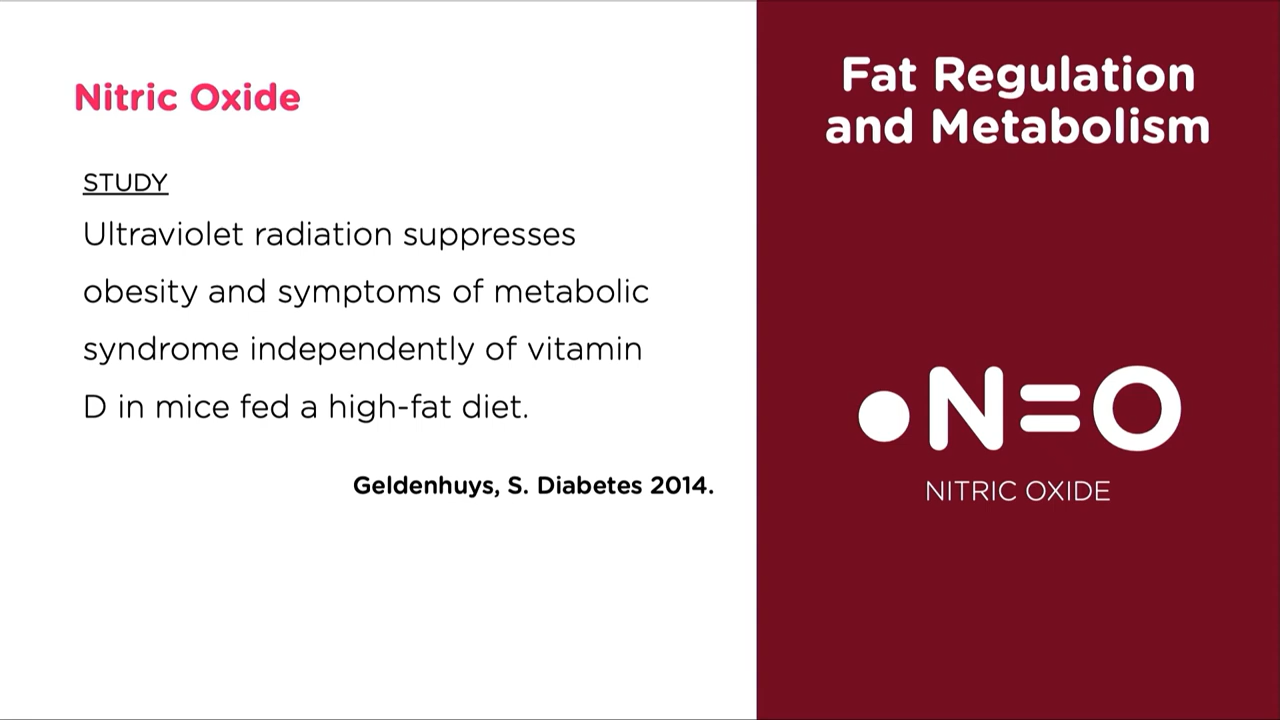 Nitric Oxide
STUDY
Ultraviolet radiation suppresses
obesity and symptoms of metabolic
syndrome independently of vitamin
D in mice fed a high-fat diet.
Geldenhuys, S. Diabetes 2014.
Fat Regulation
and Metabolism
•N=O
NITRIC OXIDE